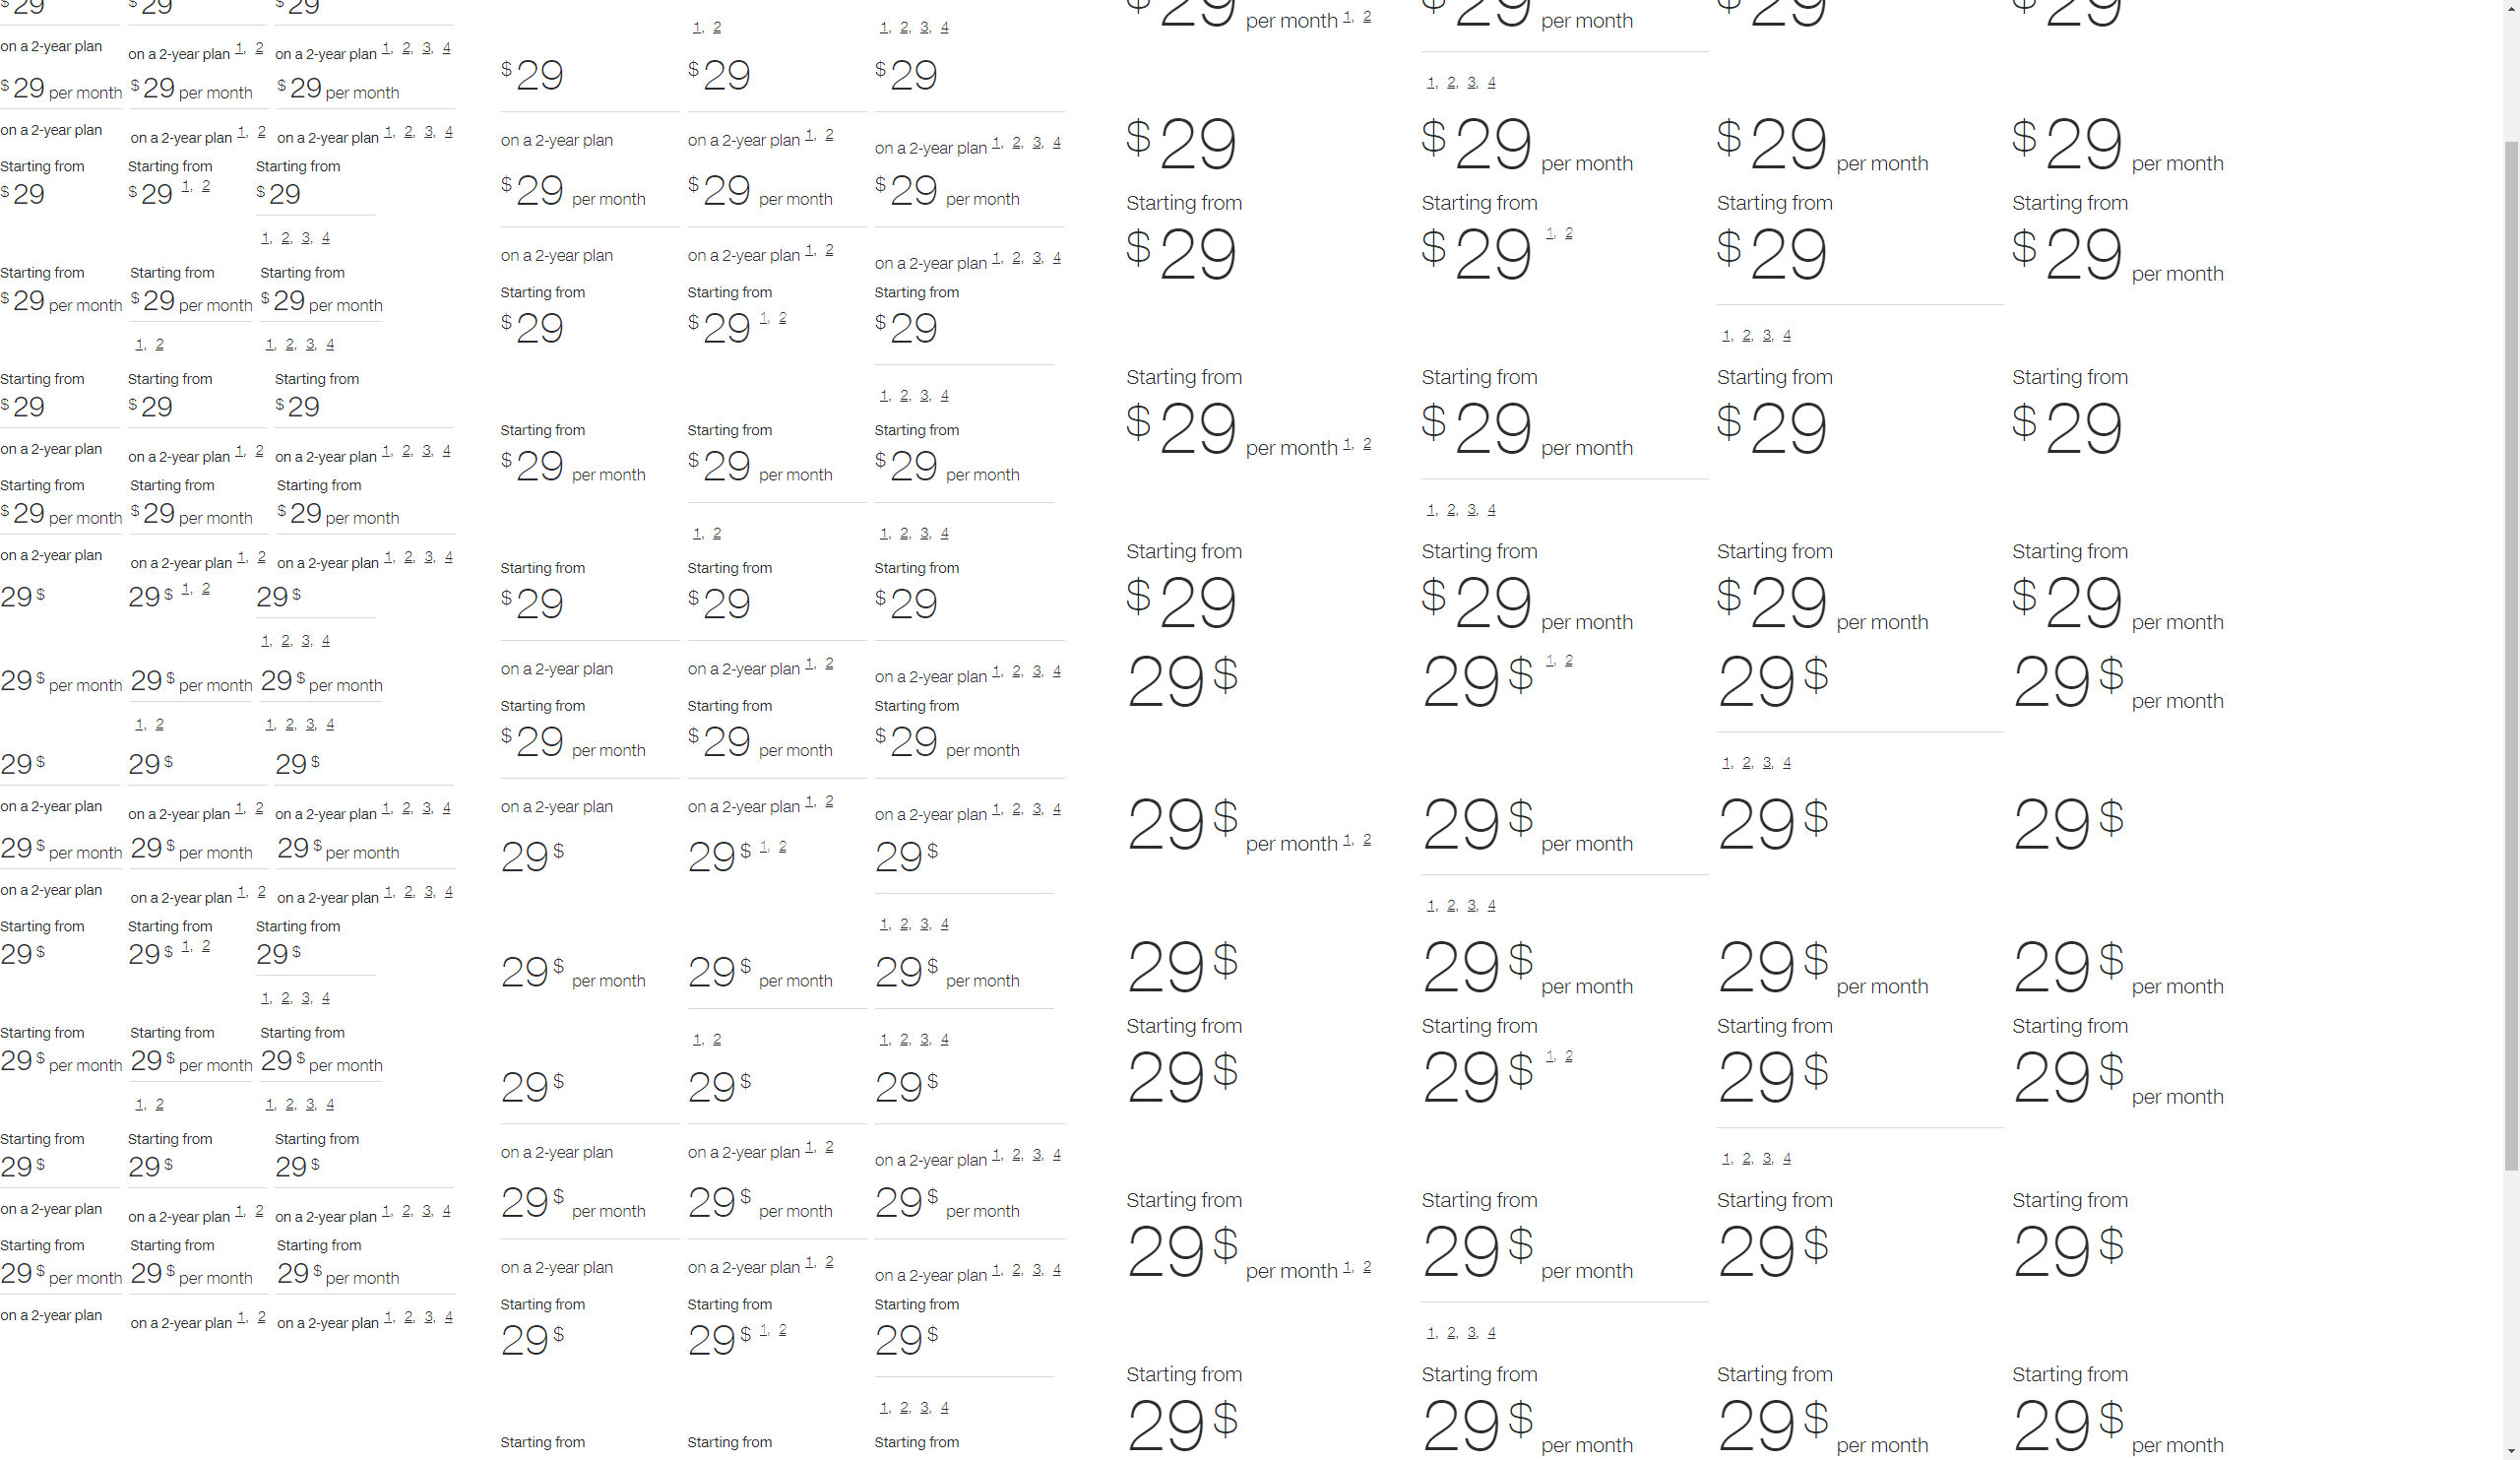 $ 29 $ 29 $ 29
on a 2-year plan on a 2-year plan 1, 2 on a 2-year plan 1, 2, 3, 4
$ 29 per month $ 29 per month $ 29 per month
on a 2-year plan on a 2-year plan 1, 2 on a 2-year plan 1, 2, 3, 4
Starting from Starting from Starting from
$ 29 $ 29 1, 2 $ 29
1, 2, 3, 4
Starting from Starting from Starting from
$ 29 per month $ 29 per month $ 29 per month
1, 2 1, 2, 3, 4
Starting from Starting from Starting from
$ 29 $ 29 $ 29
on a 2-year plan on a 2-year plan 1, 2 on a 2-year plan 1, 2, 3, 4
Starting from Starting from Starting from
$ 29 per month $ 29 per month $ 29 per month
on a 2-year plan on a 2-year plan 1, 2 on a 2-year plan 1, 2, 3, 4
29 $ 29 $ 1, 2 29 $
1, 2, 3, 4
29 $ per month 29 $ per month 29 $ per month
1, 2 1, 2, 3, 4
29 $ 29 $ 29 $
on a 2-year plan on a 2-year plan 1, 2 on a 2-year plan 1, 2, 3, 4
29 $ per month 29 $ per month 29 $ per month
on a 2-year plan on a 2-year plan 1, 2 on a 2-year plan 1, 2, 3, 4
Starting from Starting from Starting from
29 $ 29 $ 1, 2 29 $
1, 2, 3, 4
Starting from Starting from Starting from
29 $ per month 29 $ per month 29 $ per month
1, 2 1, 2, 3, 4
Starting from Starting from Starting from
29 $ 29 $ 29 $
on a 2-year plan on a 2-year plan 1, 2 on a 2-year plan 1, 2, 3, 4
Starting from Starting from Starting from
29 $ per month 29 $ per month 29 $ per month
on a 2-year plan on a 2-year plan 1, 2 on a 2-year plan 1, 2, 3, 4
1, 2 1, 2, 3, 4
$ 29 $ 29 $ 29
on a 2-year plan on a 2-year plan 1, 2 on a 2-year plan 1, 2, 3, 4
$ 29 per month $ 29 per month $ 29 per month
on a 2-year plan on a 2-year plan 1, 2 on a 2-year plan 1, 2, 3, 4
Starting from Starting from Starting from
$ 29 $ 29 1, 2 $ 29
1, 2, 3, 4
Starting from Starting from Starting from
$ 29 per month $ 29 per month $ 29 per month
1, 2 1, 2, 3, 4
Starting from Starting from Starting from
$ 29 $ 29 $ 29
on a 2-year plan on a 2-year plan 1, 2 on a 2-year plan 1, 2, 3, 4
Starting from Starting from Starting from
$ 29 per month $ 29 per month $ 29 per month
on a 2-year plan on a 2-year plan 1, 2 on a 2-year plan 1, 2, 3, 4
29 $ 29 $ 1, 2 29 $
1, 2, 3, 4
29 $ per month 29 $ per month 29 $ per month
1, 2 1, 2, 3, 4
29 $ 29 $ 29 $
on a 2-year plan on a 2-year plan 1, 2 on a 2-year plan 1, 2, 3, 4
29 $ per month 29 $ per month 29 $ per month
on a 2-year plan on a 2-year plan 1, 2 on a 2-year plan 1, 2, 3, 4
Starting from Starting from Starting from
29 $ 29 $ 1, 2 29 $
1, 2, 3, 4
Starting from Starting from Starting from
$ 29 per month 1, 2 $ 29 per month $ 29 $ 29
1, 2, 3, 4
$ 29 $ 29 per month $ 29 per month $ 29 per month
Starting from Starting from Starting from Starting from
$ 29 $ 29 1, 2 $ 29 $ 29 per month
1, 2, 3, 4
Starting from Starting from Starting from Starting from
$ 29 per month 1, 2 $ 29 per month $ 29 $ 29
1, 2, 3, 4
Starting from Starting from Starting from Starting from
$ 29 $ 29 per month $ 29 per month $ 29 per month
29 $ 29 $ 1, 2 29 $ 29 $ per month
1, 2, 3, 4
29 $ per month 1, 2 29 $ per month 29 $ 29 $
1, 2, 3, 4
29 $ 29 $ per month 29 $ per month 29 $ per month
Starting from Starting from Starting from Starting from
29 $ 29 $ 1, 2 29 $ 29 $ per month
1, 2, 3, 4
Starting from Starting from Starting from Starting from
29 $ per month 1, 2 29 $ per month 29 $ 29 $
1, 2, 3, 4
Starting from Starting from Starting from Starting from
29 $ 29 $ per month 29 $ per month 29 $ per month